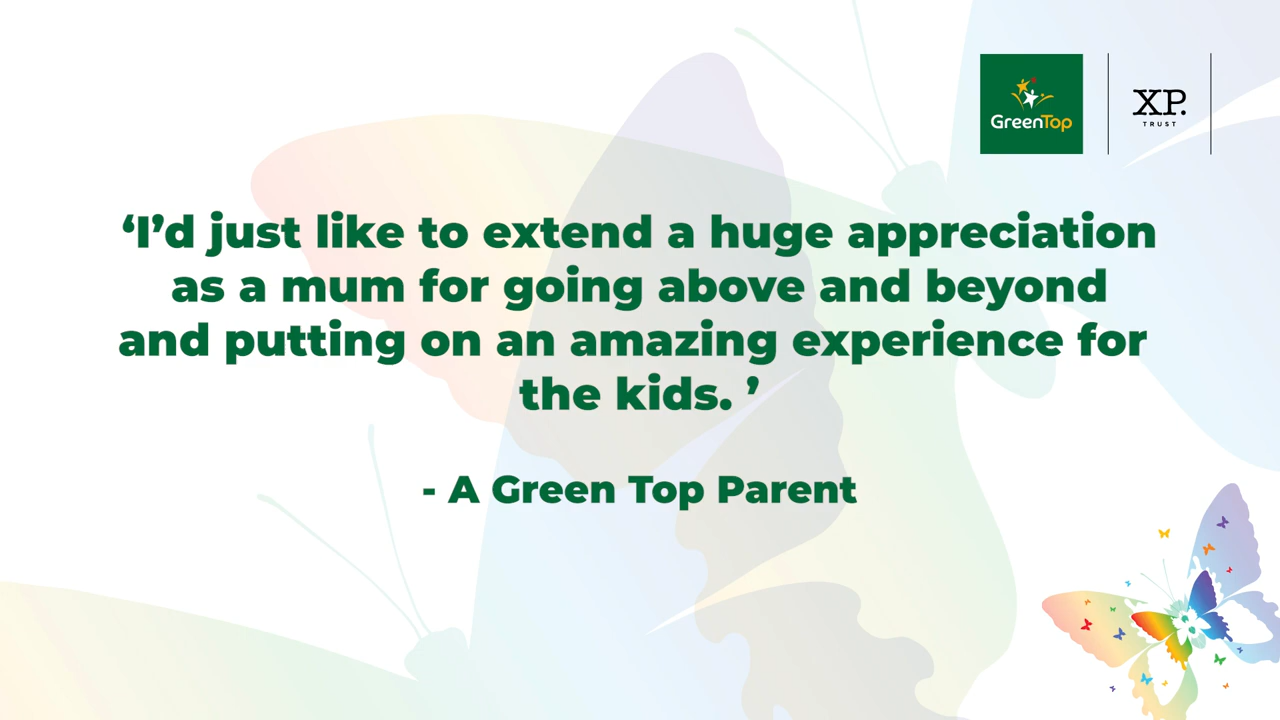 GreenTop
XP.
TRUST
‘I’d just like to extend a huge appreciation
as a mum for going above and beyond
and putting on an amazing experience for
the kids. ’
- A Green Top Parent